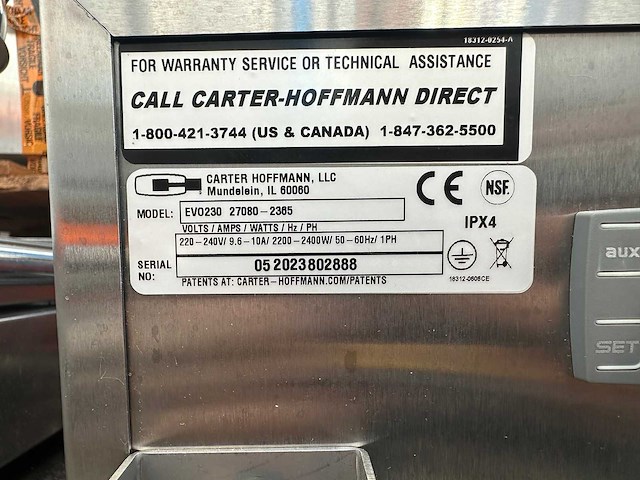 18312-0254-A
FOR WARRANTY SERVICE OR TECHNICAL ASSISTANCE
CALL CARTER-HOFFMANN DIRECT
1-800-421-3744 (US & CANADA) 1-847-362-5500
CARTER HOFFMANN, LLC
Mundelein, IL 60060
CE
NSF.
MODEL: EVO230 27080-2365
IPX4
VOLTS / AMPS / WATTS / Hz / PH
220-240V/ 9.6-10A/ 2200-2400W/ 50-60Hz/ 1PH
SERIAL NO: 05 2023802888
18312-0608CE
PATENTS AT: CARTER-HOFFMANN.COM/PATENTS
aux
SET